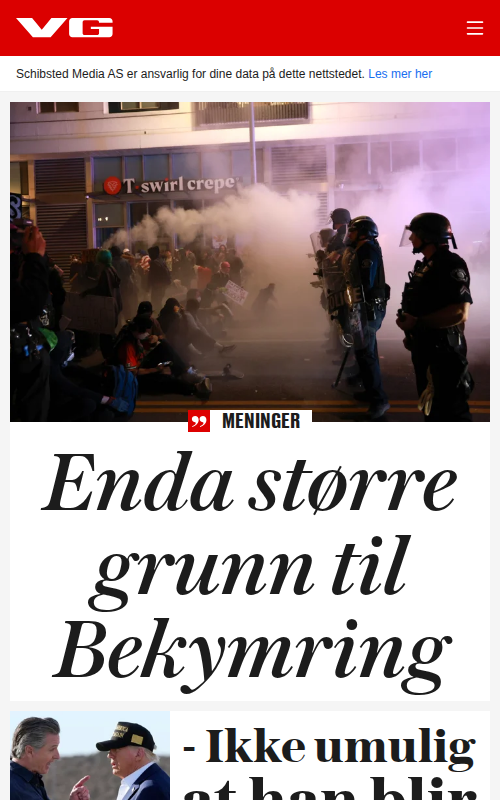 VG
Schibsted Media AS er ansvarlig for dine data på dette nettstedet. Les mer her
T swirl crepe
MENINGER
Enda større
grunn til
Bekymring
- Ikke umulig
at han blir